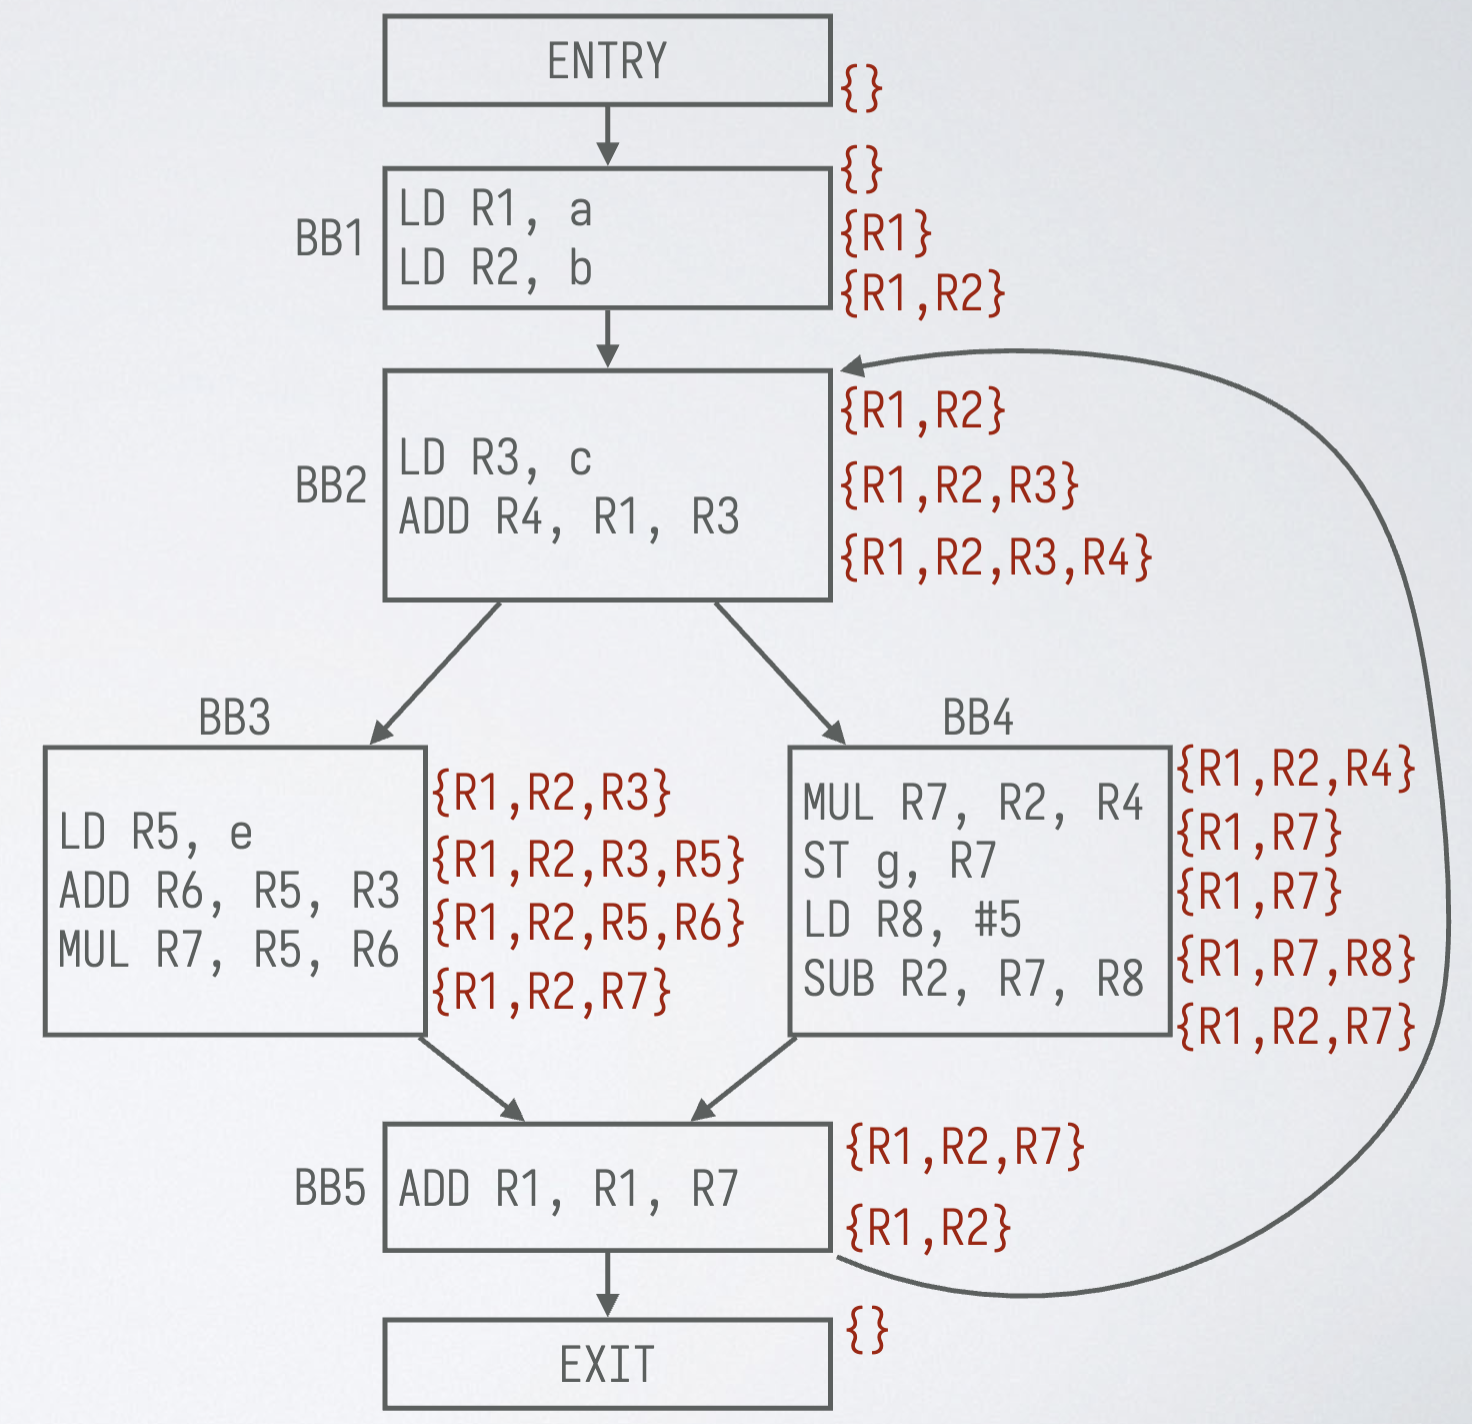 ENTRY
{}
{}
BB1
LD R1, a
{R1}
LD R2, b
{R1,R2}
{R1,R2}
BB2
LD R3, c
{R1,R2,R3}
ADD R4, R1, R3
{R1,R2,R3,R4}
BB3
{R1,R2,R3}
LD R5, e
{R1,R2,R3,R5}
ADD R6, R5, R3
{R1,R2,R5,R6}
MUL R7, R5, R6
{R1,R2,R7}
BB4
{R1,R2,R4}
MUL R7, R2, R4
{R1,R7}
ST g, R7
{R1,R7}
LD R8, #5
{R1,R7,R8}
SUB R2, R7, R8
{R1,R2,R7}
{R1,R2,R7}
BB5
ADD R1, R1, R7
{R1,R2}
{}
EXIT